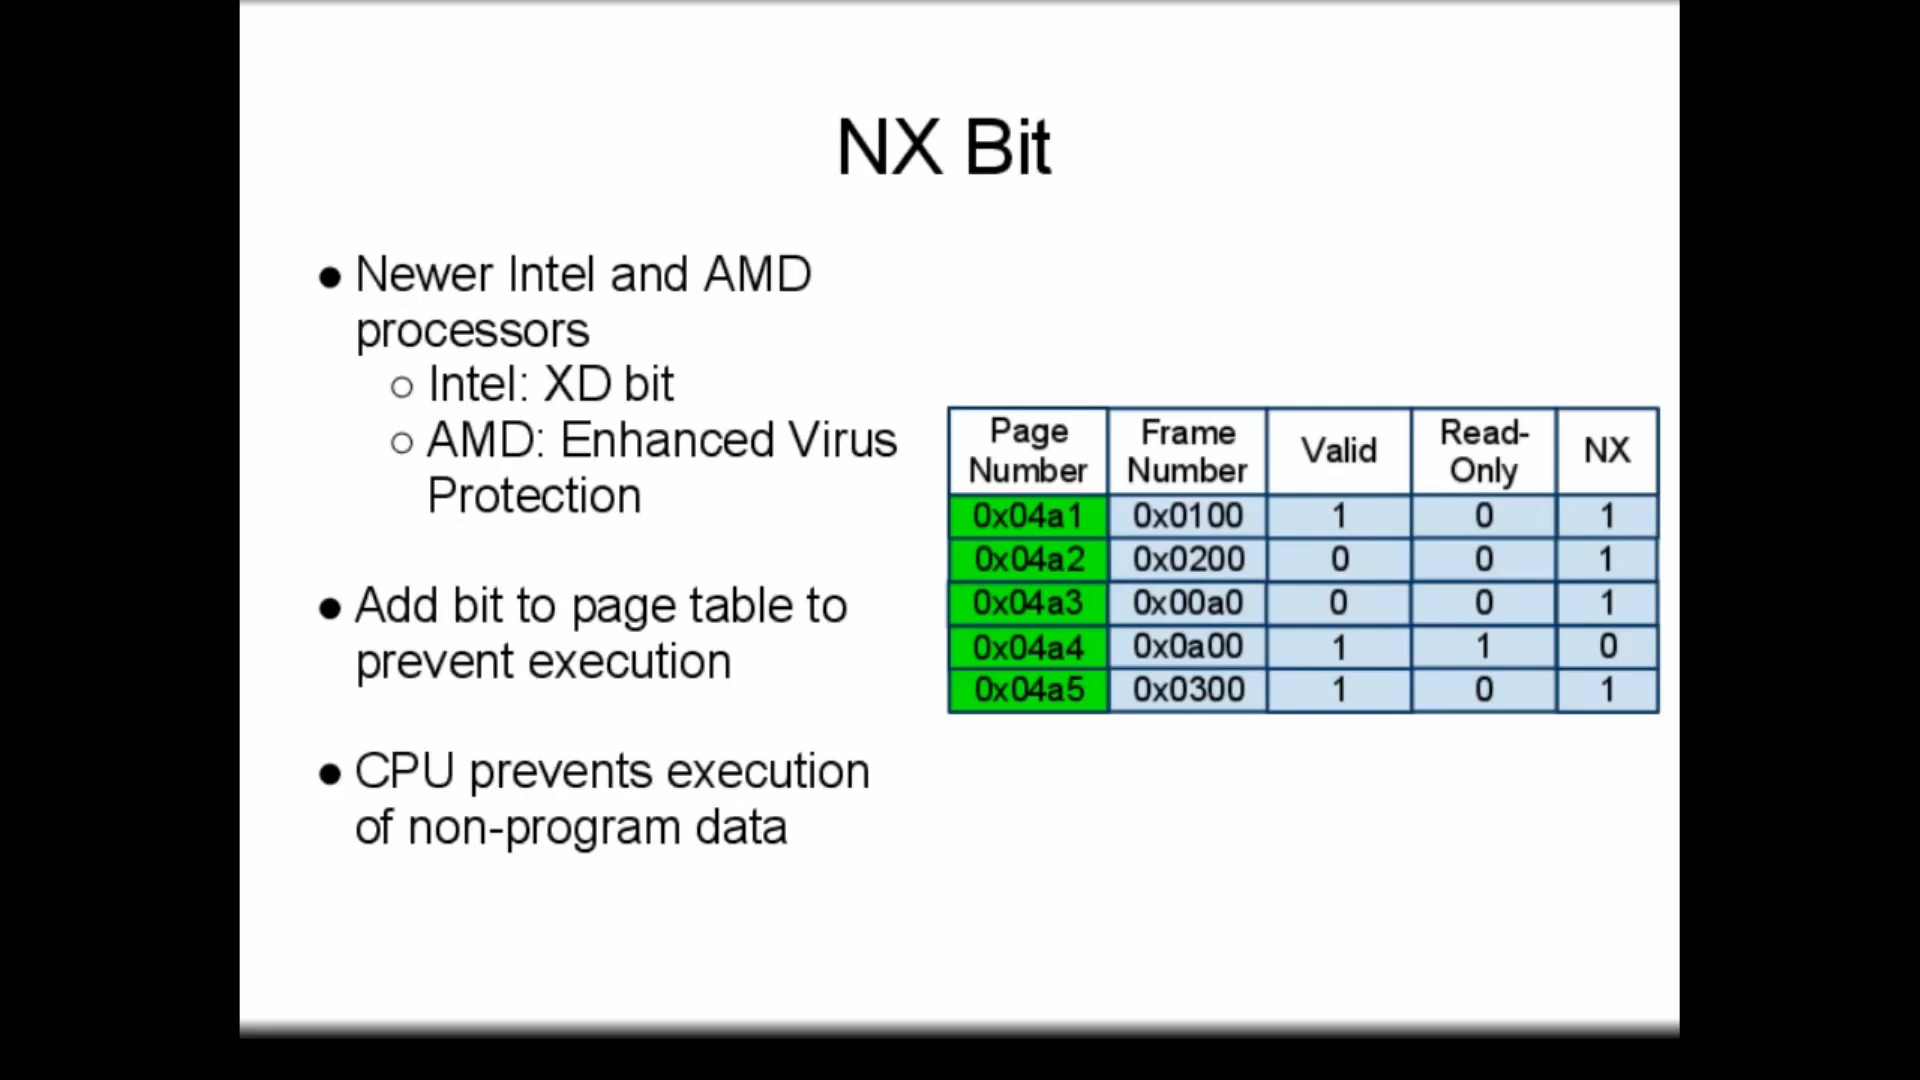 NX Bit
● Newer Intel and AMD
processors
○ Intel: XD bit
○ AMD: Enhanced Virus
Protection
● Add bit to page table to
prevent execution
● CPU prevents execution
of non-program data
Page Number Frame Number Valid Read-Only NX
0x04a1 0x0100 1 0 1
0x04a2 0x0200 0 0 1
0x04a3 0x00a0 0 0 1
0x04a4 0x0a00 1 1 0
0x04a5 0x0300 1 0 1